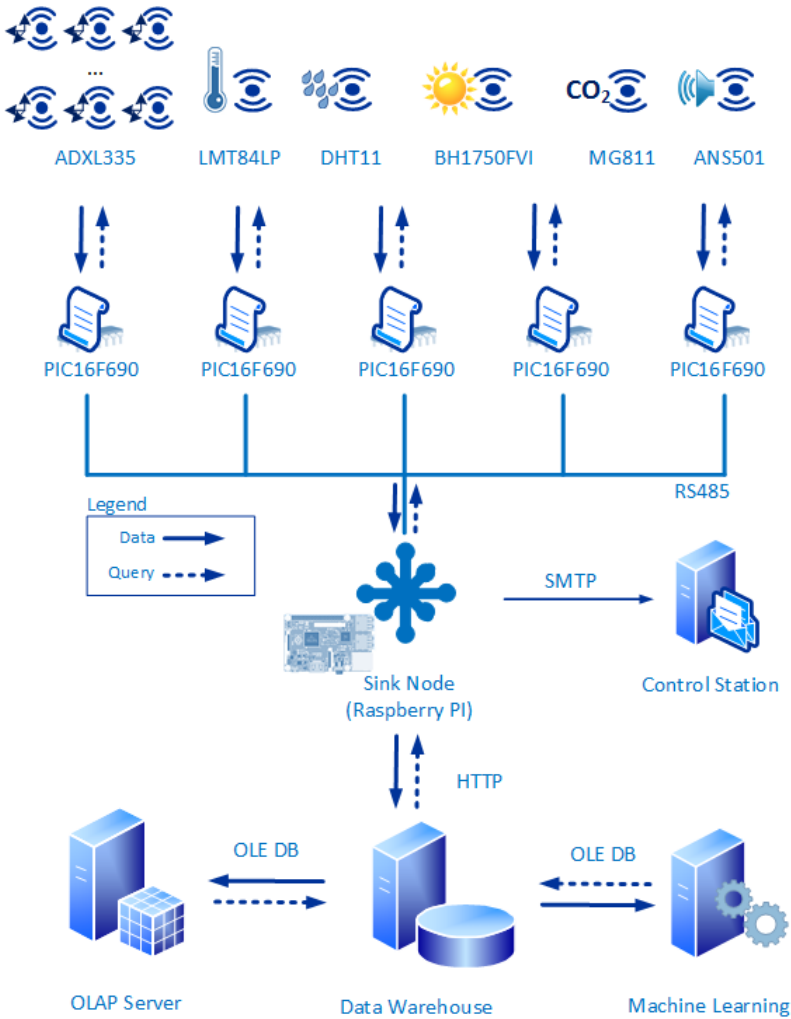 ...
CO2
ADXL335 LMT84LP DHT11 BH1750FVI MG811 ANS501
PIC16F690 PIC16F690 PIC16F690 PIC16F690 PIC16F690
RS485
Legend
Data
Query
SMTP
Sink Node
(Raspberry PI)
Control Station
HTTP
OLE DB OLE DB
OLAP Server Data Warehouse Machine Learning